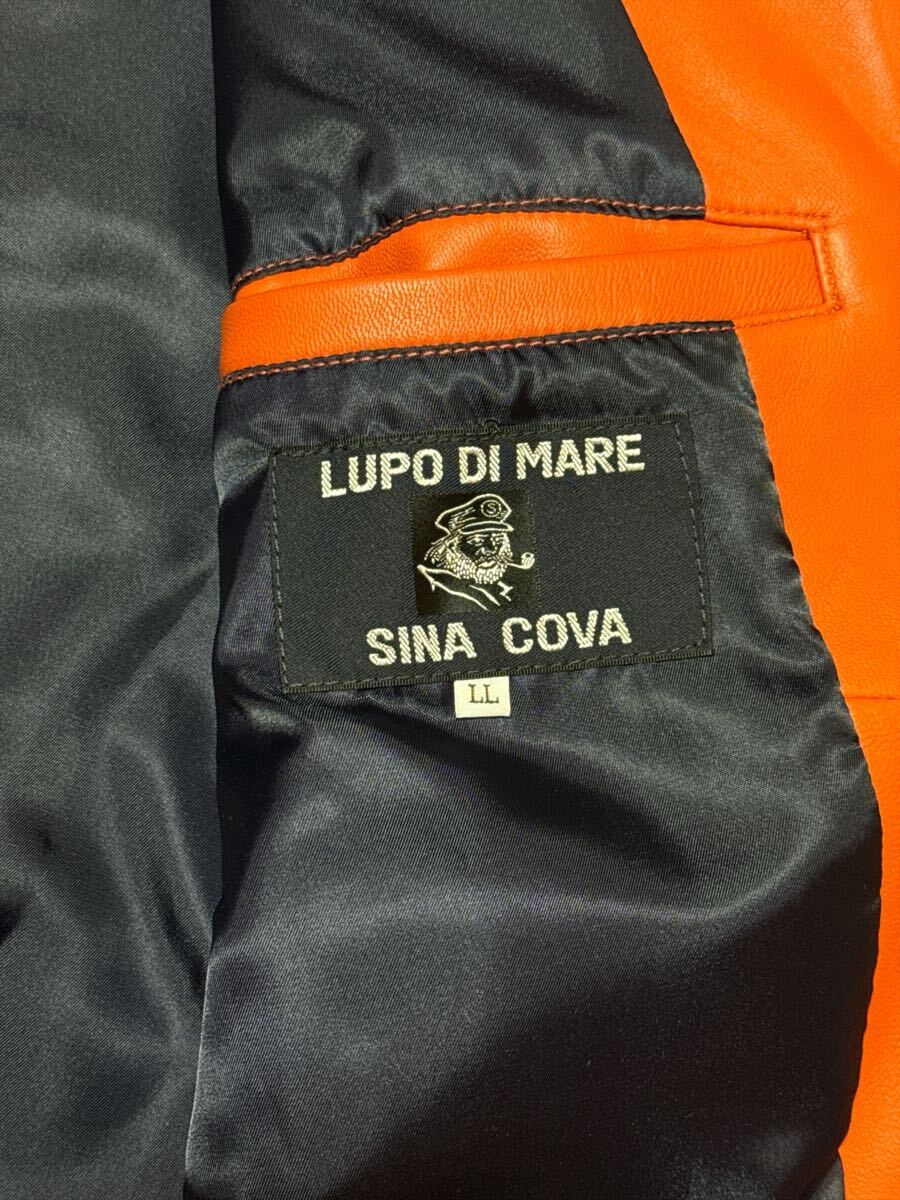 LUPO DI MARE
S
SINA COVA
LL